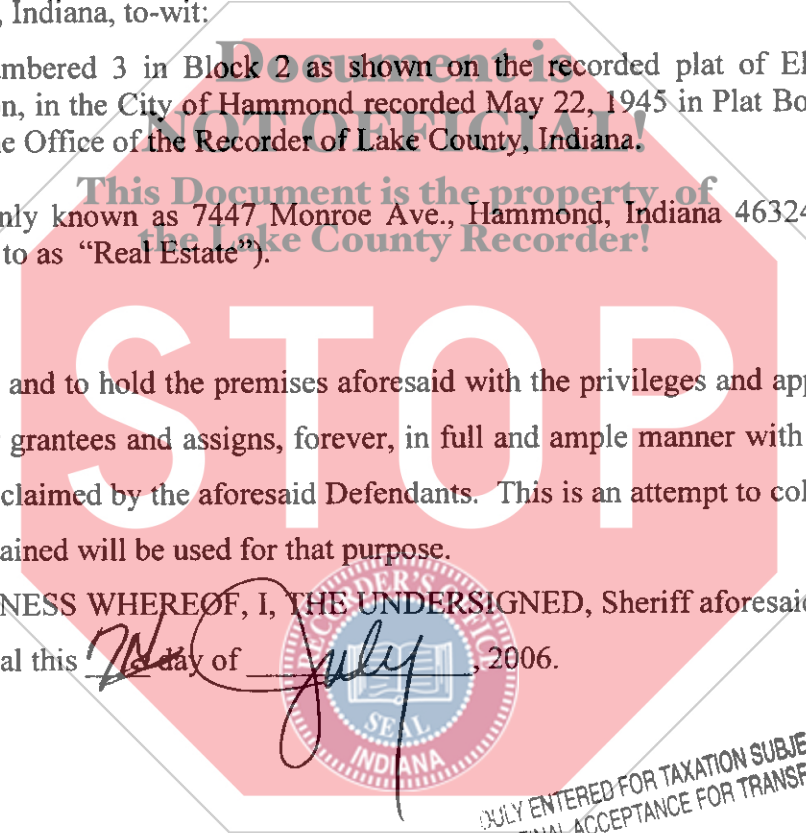 , Indiana, to-wit:
Document is
mbered 3 in Block 2 as shown on the recorded plat of El
n, in the City of Hammond recorded May 22, 1945 in Plat Bo
NOT OFFICIAL!
e Office of the Recorder of Lake County, Indiana.
This Document is the property of
nly known as 7447 Monroe Ave., Hammond, Indiana 46324
the Lake County Recorder!
to as “Real Estate”).
STOP
and to hold the premises aforesaid with the privileges and app
grantees and assigns, forever, in full and ample manner with
claimed by the aforesaid Defendants. This is an attempt to col
ained will be used for that purpose.
NESS WHEREOF, I, THE UNDERSIGNED, Sheriff aforesaid
al this day of July, 2006.
RECORDER'S OFFICE
SEAL
INDIANA
DULY ENTERED FOR TAXATION SUBJE
FINAL ACCEPTANCE FOR TRANSF